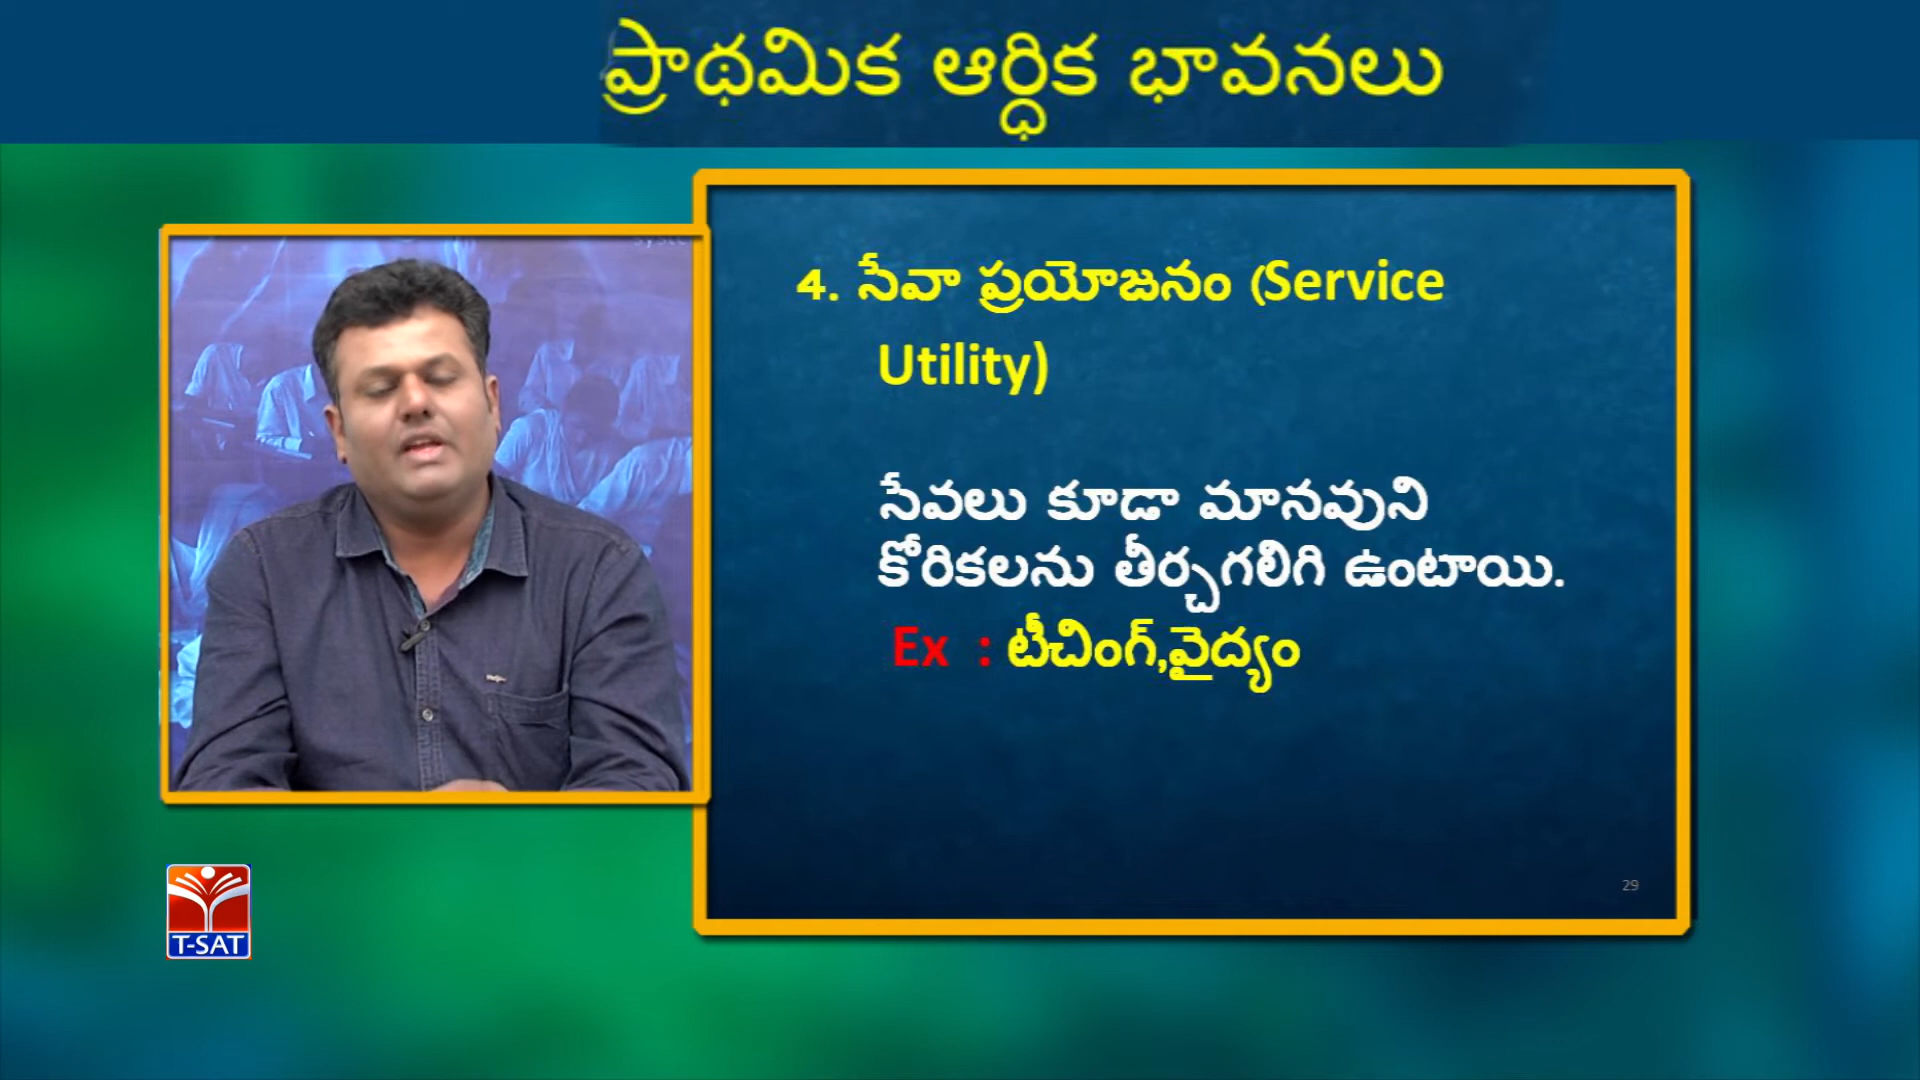 ప్రాథమిక ఆర్ధిక భావనలు
4. సేవా ప్రయోజనం (Service
Utility)
సేవలు కూడా మానవుని
కోరికలను తీర్చగలిగి ఉంటాయి.
Ex : టీచింగ్,వైద్యం
29
T-SAT